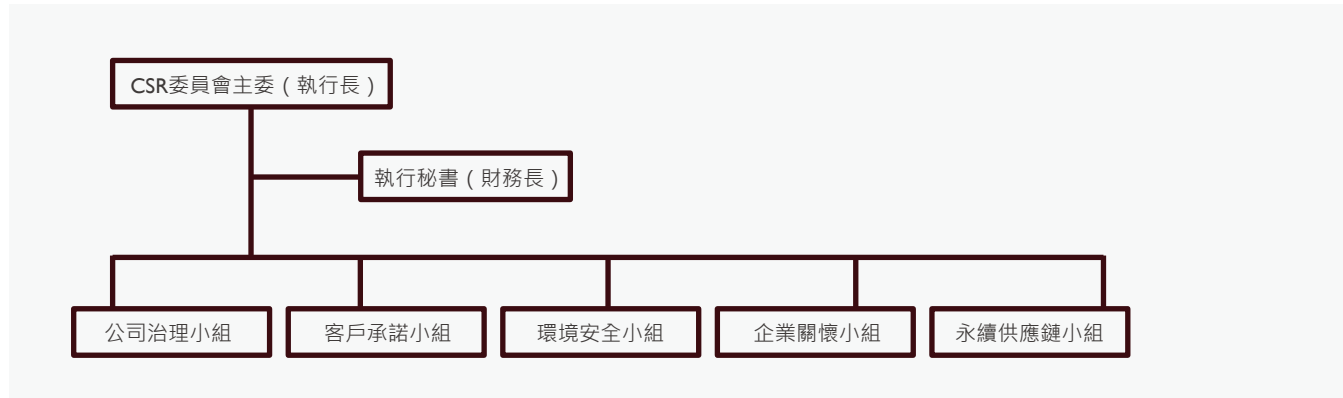 CSR委員會主委(執行長)
執行秘書(財務長)
公司治理小組
客戶承諾小組
環境安全小組
企業關懷小組
永續供應鏈小組